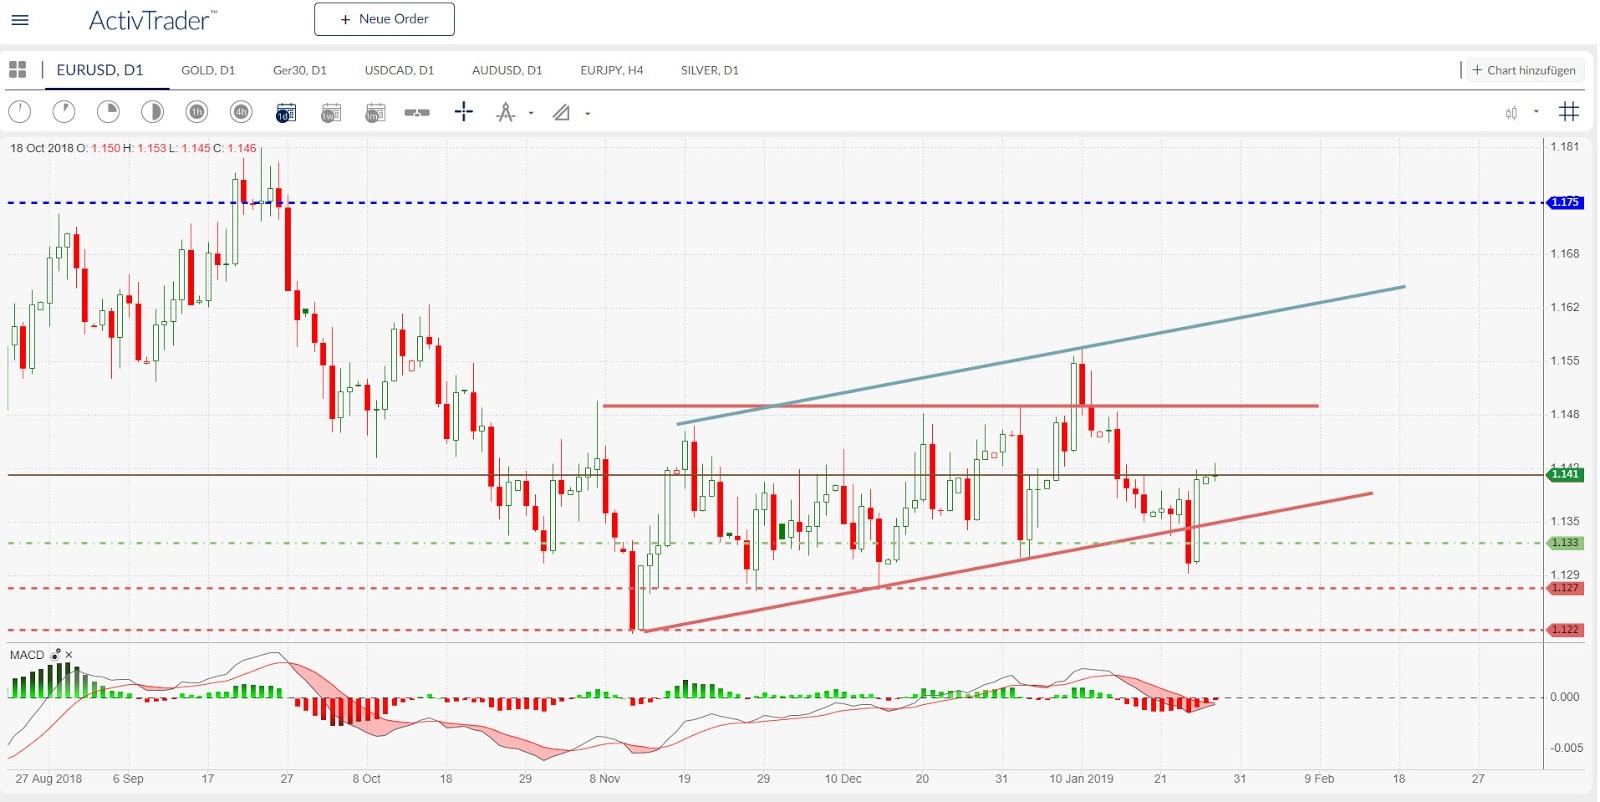 ActivTrader™
+ Neue Order
EURUSD, D1 GOLD, D1 Ger30, D1 USDCAD, D1 AUDUSD, D1 EURJPY, H4 SILVER, D1 + Chart hinzufügen
1h 4h 1d 1w 1m
18 Oct 2018 O: 1.150 H: 1.153 L: 1.145 C: 1.146
1.181
1.175
1.168
1.162
1.155
1.148
1.141
1.135
1.133
1.129
1.127
1.122
MACD
0.000
-0.005
27 Aug 2018 6 Sep 17 27 8 Oct 18 29 8 Nov 19 29 10 Dec 20 31 10 Jan 2019 21 31 9 Feb 18 27